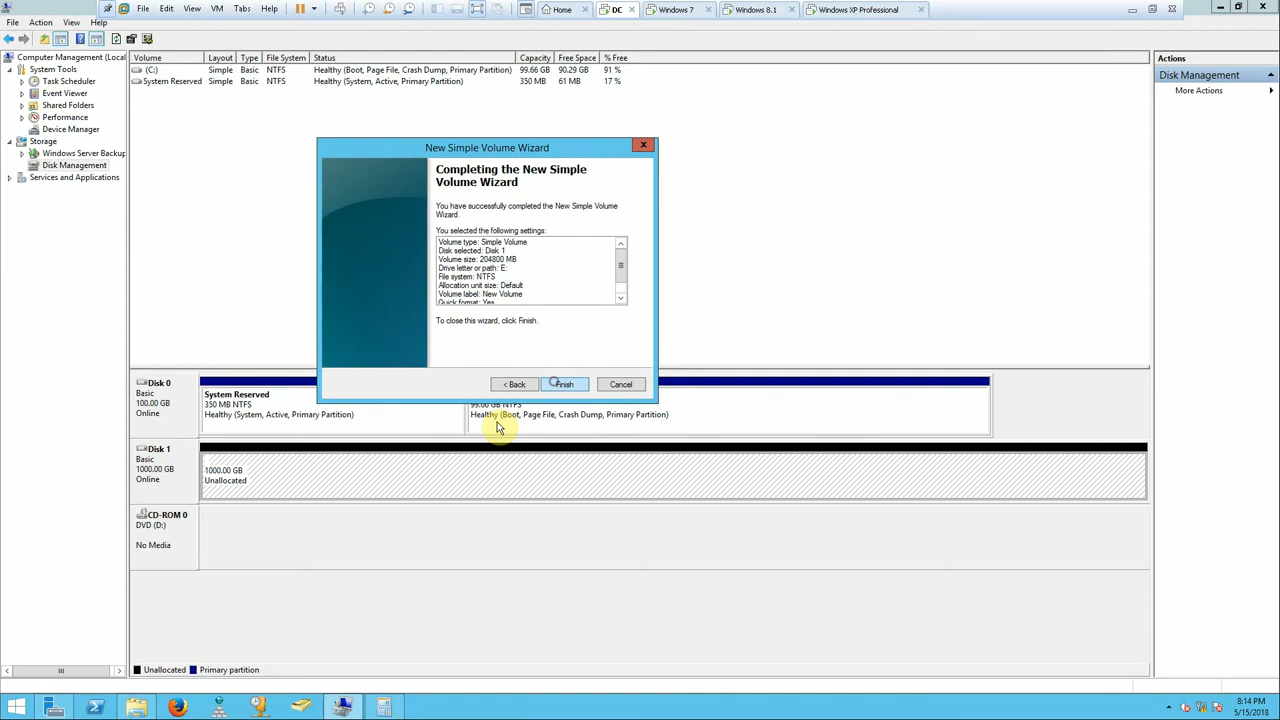 File Edit View VM Tabs Help
Home
DC
Windows 7
Windows 8.1
Windows XP Professional
File Action View Help
Computer Management (Local
System Tools
Task Scheduler
Event Viewer
Shared Folders
Performance
Device Manager
Storage
Windows Server Backup
Disk Management
Services and Applications
Volume Layout Type File System Status Capacity Free Space % Free
(C:) Simple Basic NTFS Healthy (Boot, Page File, Crash Dump, Primary Partition) 99.66 GB 90.29 GB 91 %
System Reserved Simple Basic NTFS Healthy (System, Active, Primary Partition) 350 MB 61 MB 17 %
Actions
Disk Management
More Actions
New Simple Volume Wizard
Completing the New Simple
Volume Wizard
You have successfully completed the New Simple Volume
Wizard.
You selected the following settings:
Volume type: Simple Volume
Disk selected: Disk 1
Volume size: 204800 MB
Drive letter or path: E:
File system: NTFS
Allocation unit size: Default
Volume label: New Volume
Quick format: Yes
To close this wizard, click Finish.
< Back
Finish
Cancel
Disk 0
Basic
100.00 GB
Online
System Reserved
350 MB NTFS
Healthy (System, Active, Primary Partition)
99.66 GB NTFS
Healthy (Boot, Page File, Crash Dump, Primary Partition)
Disk 1
Basic
1000.00 GB
Online
1000.00 GB
Unallocated
CD-ROM 0
DVD (D:)
No Media
Unallocated
Primary partition
8:14 PM
5/15/2018